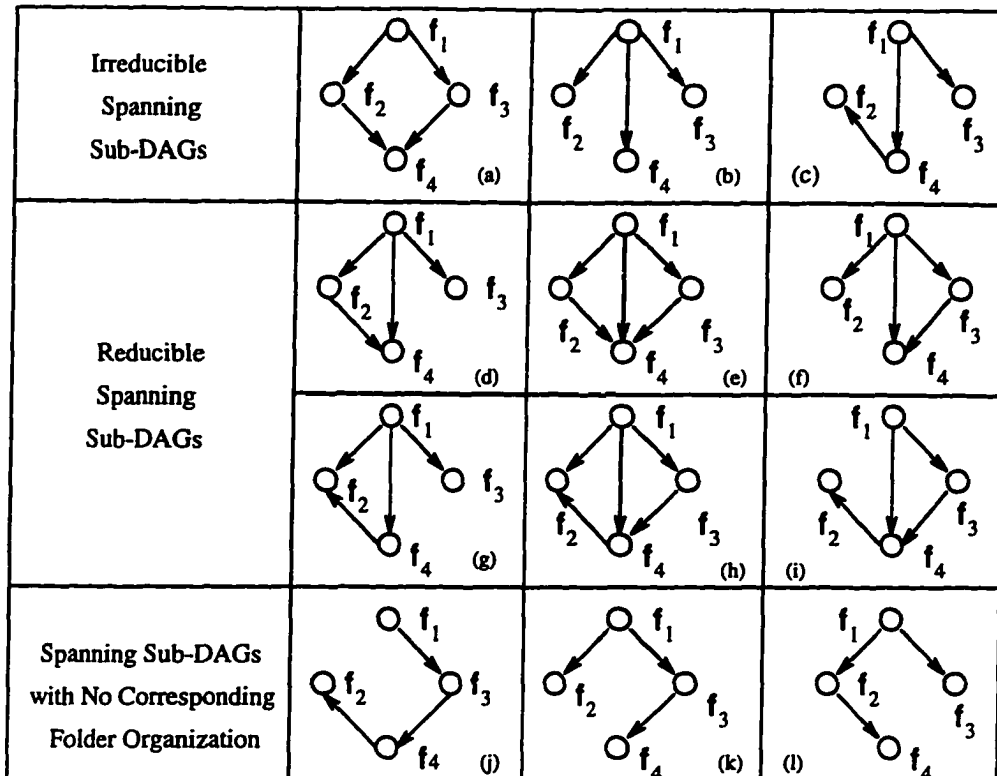 Irreducible
Spanning
Sub-DAGs
f1
f2
f3
f4
(a)
f1
f2
f3
f4
(b)
f1
f2
f3
f4
(c)
Reducible
Spanning
Sub-DAGs
f1
f2
f3
f4
(d)
f1
f2
f3
f4
(e)
f1
f2
f3
f4
(f)
f1
f2
f3
f4
(g)
f1
f2
f3
f4
(h)
f1
f2
f3
f4
(i)
Spanning Sub-DAGs
with No Corresponding
Folder Organization
f1
f2
f3
f4
(j)
f1
f2
f3
f4
(k)
f1
f2
f3
f4
(l)